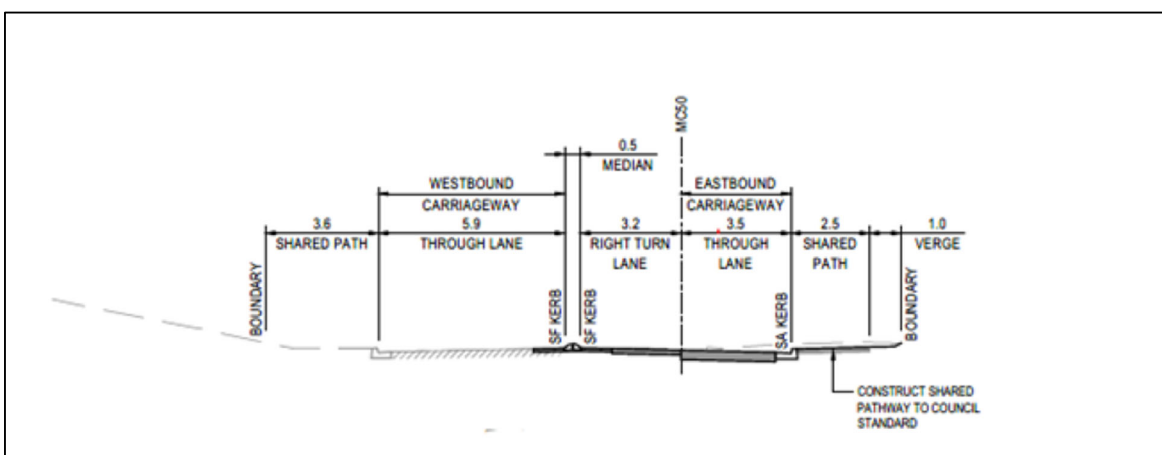 MC50
0.5
MEDIAN
WESTBOUND
CARRIAGEWAY
EASTBOUND
CARRIAGEWAY
3.6
SHARED PATH
5.9
THROUGH LANE
3.2
RIGHT TURN
LANE
3.5
THROUGH
LANE
2.5
SHARED
PATH
1.0
VERGE
BOUNDARY
SF KERB
SF KERB
SA KERB
BOUNDARY
CONSTRUCT SHARED
PATHWAY TO COUNCIL
STANDARD